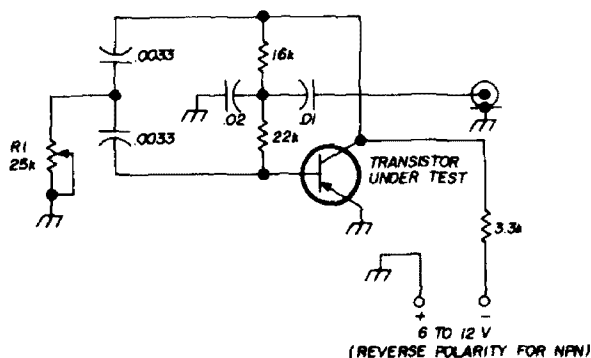 .0033
16k
.0033
.02
.01
22k
R1
25k
TRANSISTOR
UNDER TEST
3.3k
+
−
6 TO 12 V
(REVERSE POLARITY FOR NPN)